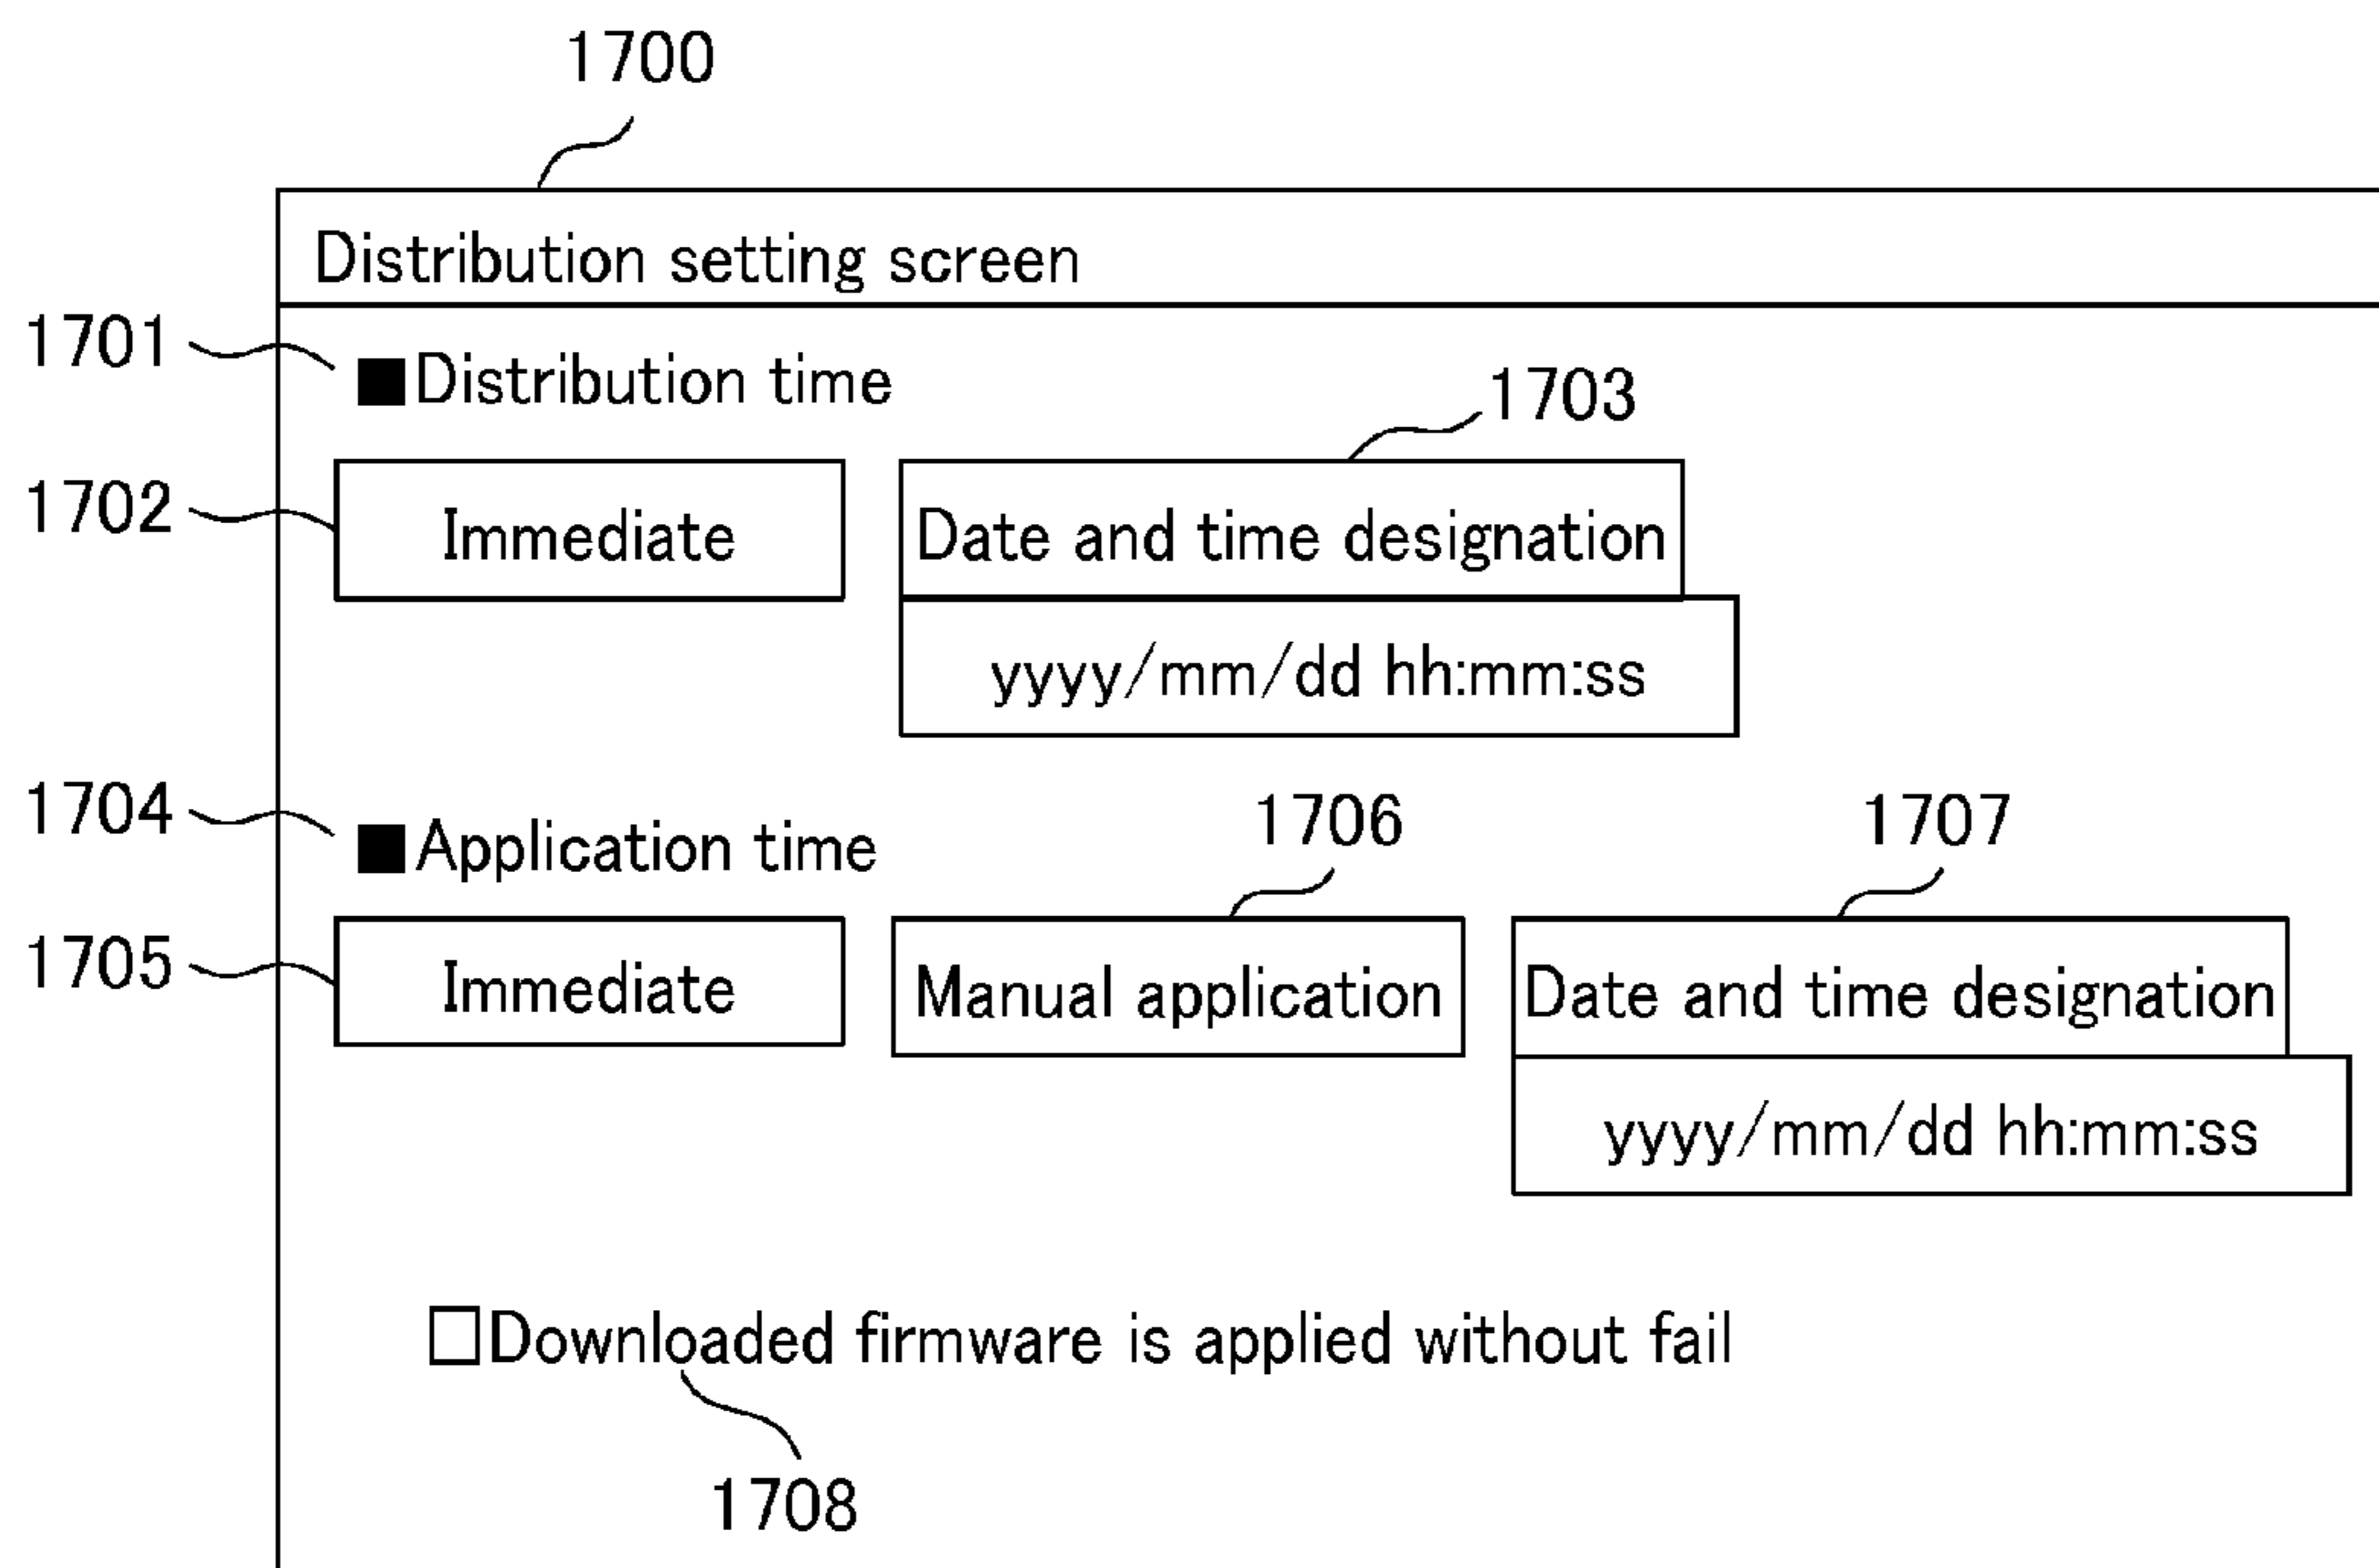 1700
Distribution setting screen
1701
■Distribution time
1703
1702
Immediate
Date and time designation
yyyy/mm/dd hh:mm:ss
1704
■Application time
1706
1707
1705
Immediate
Manual application
Date and time designation
yyyy/mm/dd hh:mm:ss
□Downloaded firmware is applied without fail
1708